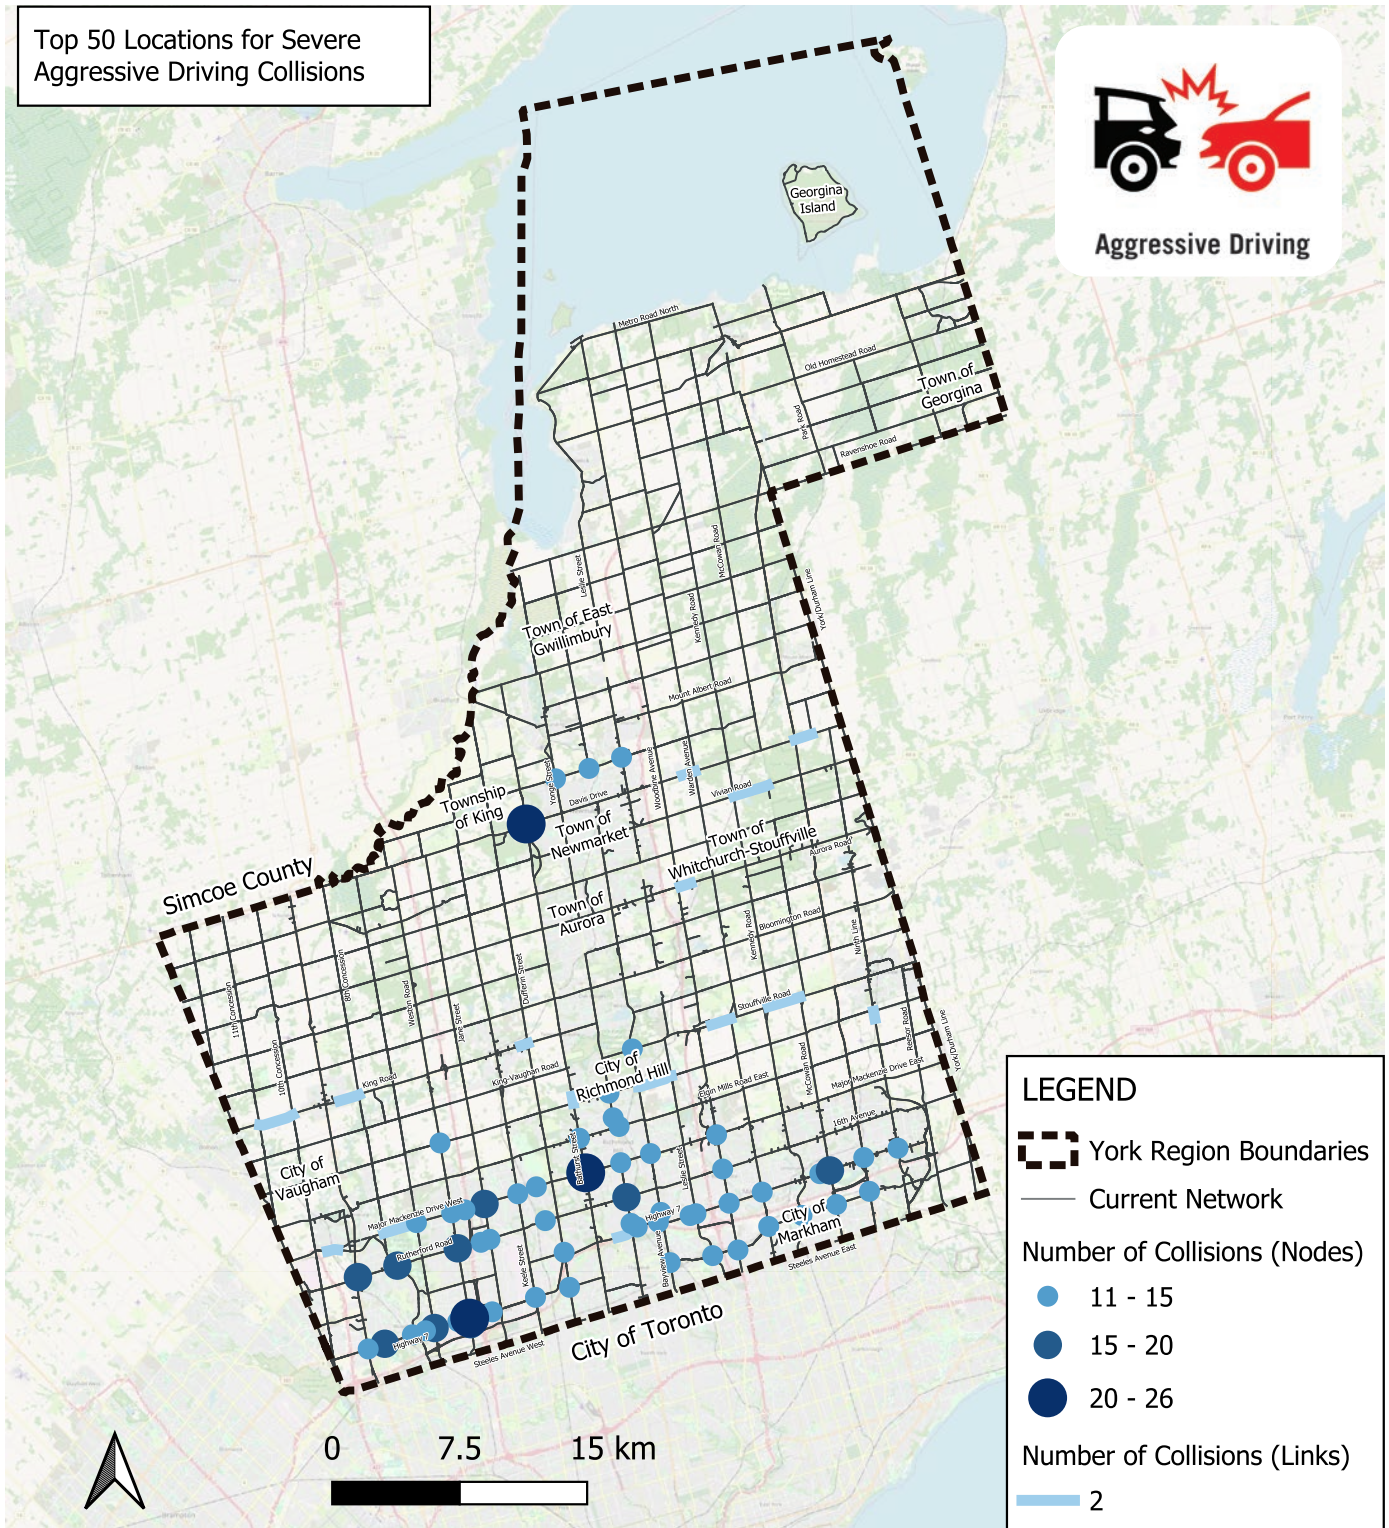 Top 50 Locations for Severe
Aggressive Driving Collisions
Aggressive Driving
Georgina
Island
Metro Road North
Old Homestead Road
Town of
Georgina
Park Road
Ravenshoe Road
McCowan Road
Leslie Street
York/Durham Line
Kennedy Road
Town of East
Gwillimbury
Mount Albert Road
Yonge Street
Woodbine Avenue
Warden Avenue
Vivian Road
Davis Drive
Township
of King
Town of
Newmarket
Town of
Whitchurch-Stouffville
Aurora Road
Simcoe County
Town of
Aurora
Kennedy Road
Bloomington Road
Ninth Line
8th Concession
11th Concession
Weston Road
Jane Street
Dufferin Street
Stouffville Road
Reesor Road
York/Durham Line
10th Concession
King Road
King-Vaughan Road
City of
Richmond Hill
Elgin Mills Road East
McCowan Road
Major Mackenzie Drive East
16th Avenue
City of
Vaugham
Bathurst Street
Leslie Street
Major Mackenzie Drive West
Rutherford Road
Highway 7
City of
Markham
Keele Street
Bayview Avenue
Steeles Avenue East
Highway 7
Steeles Avenue West
City of Toronto
0 7.5 15 km
LEGEND
York Region Boundaries
Current Network
Number of Collisions (Nodes)
11 - 15
15 - 20
20 - 26
Number of Collisions (Links)
2